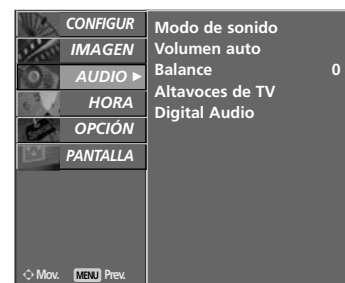 CONFIGUR
IMAGEN
AUDIO ►
HORA
OPCIÓN
PANTALLA
Mov. MENU Prev.
Modo de sonido
Volumen auto
Balance 0
Altavoces de TV
Digital Audio